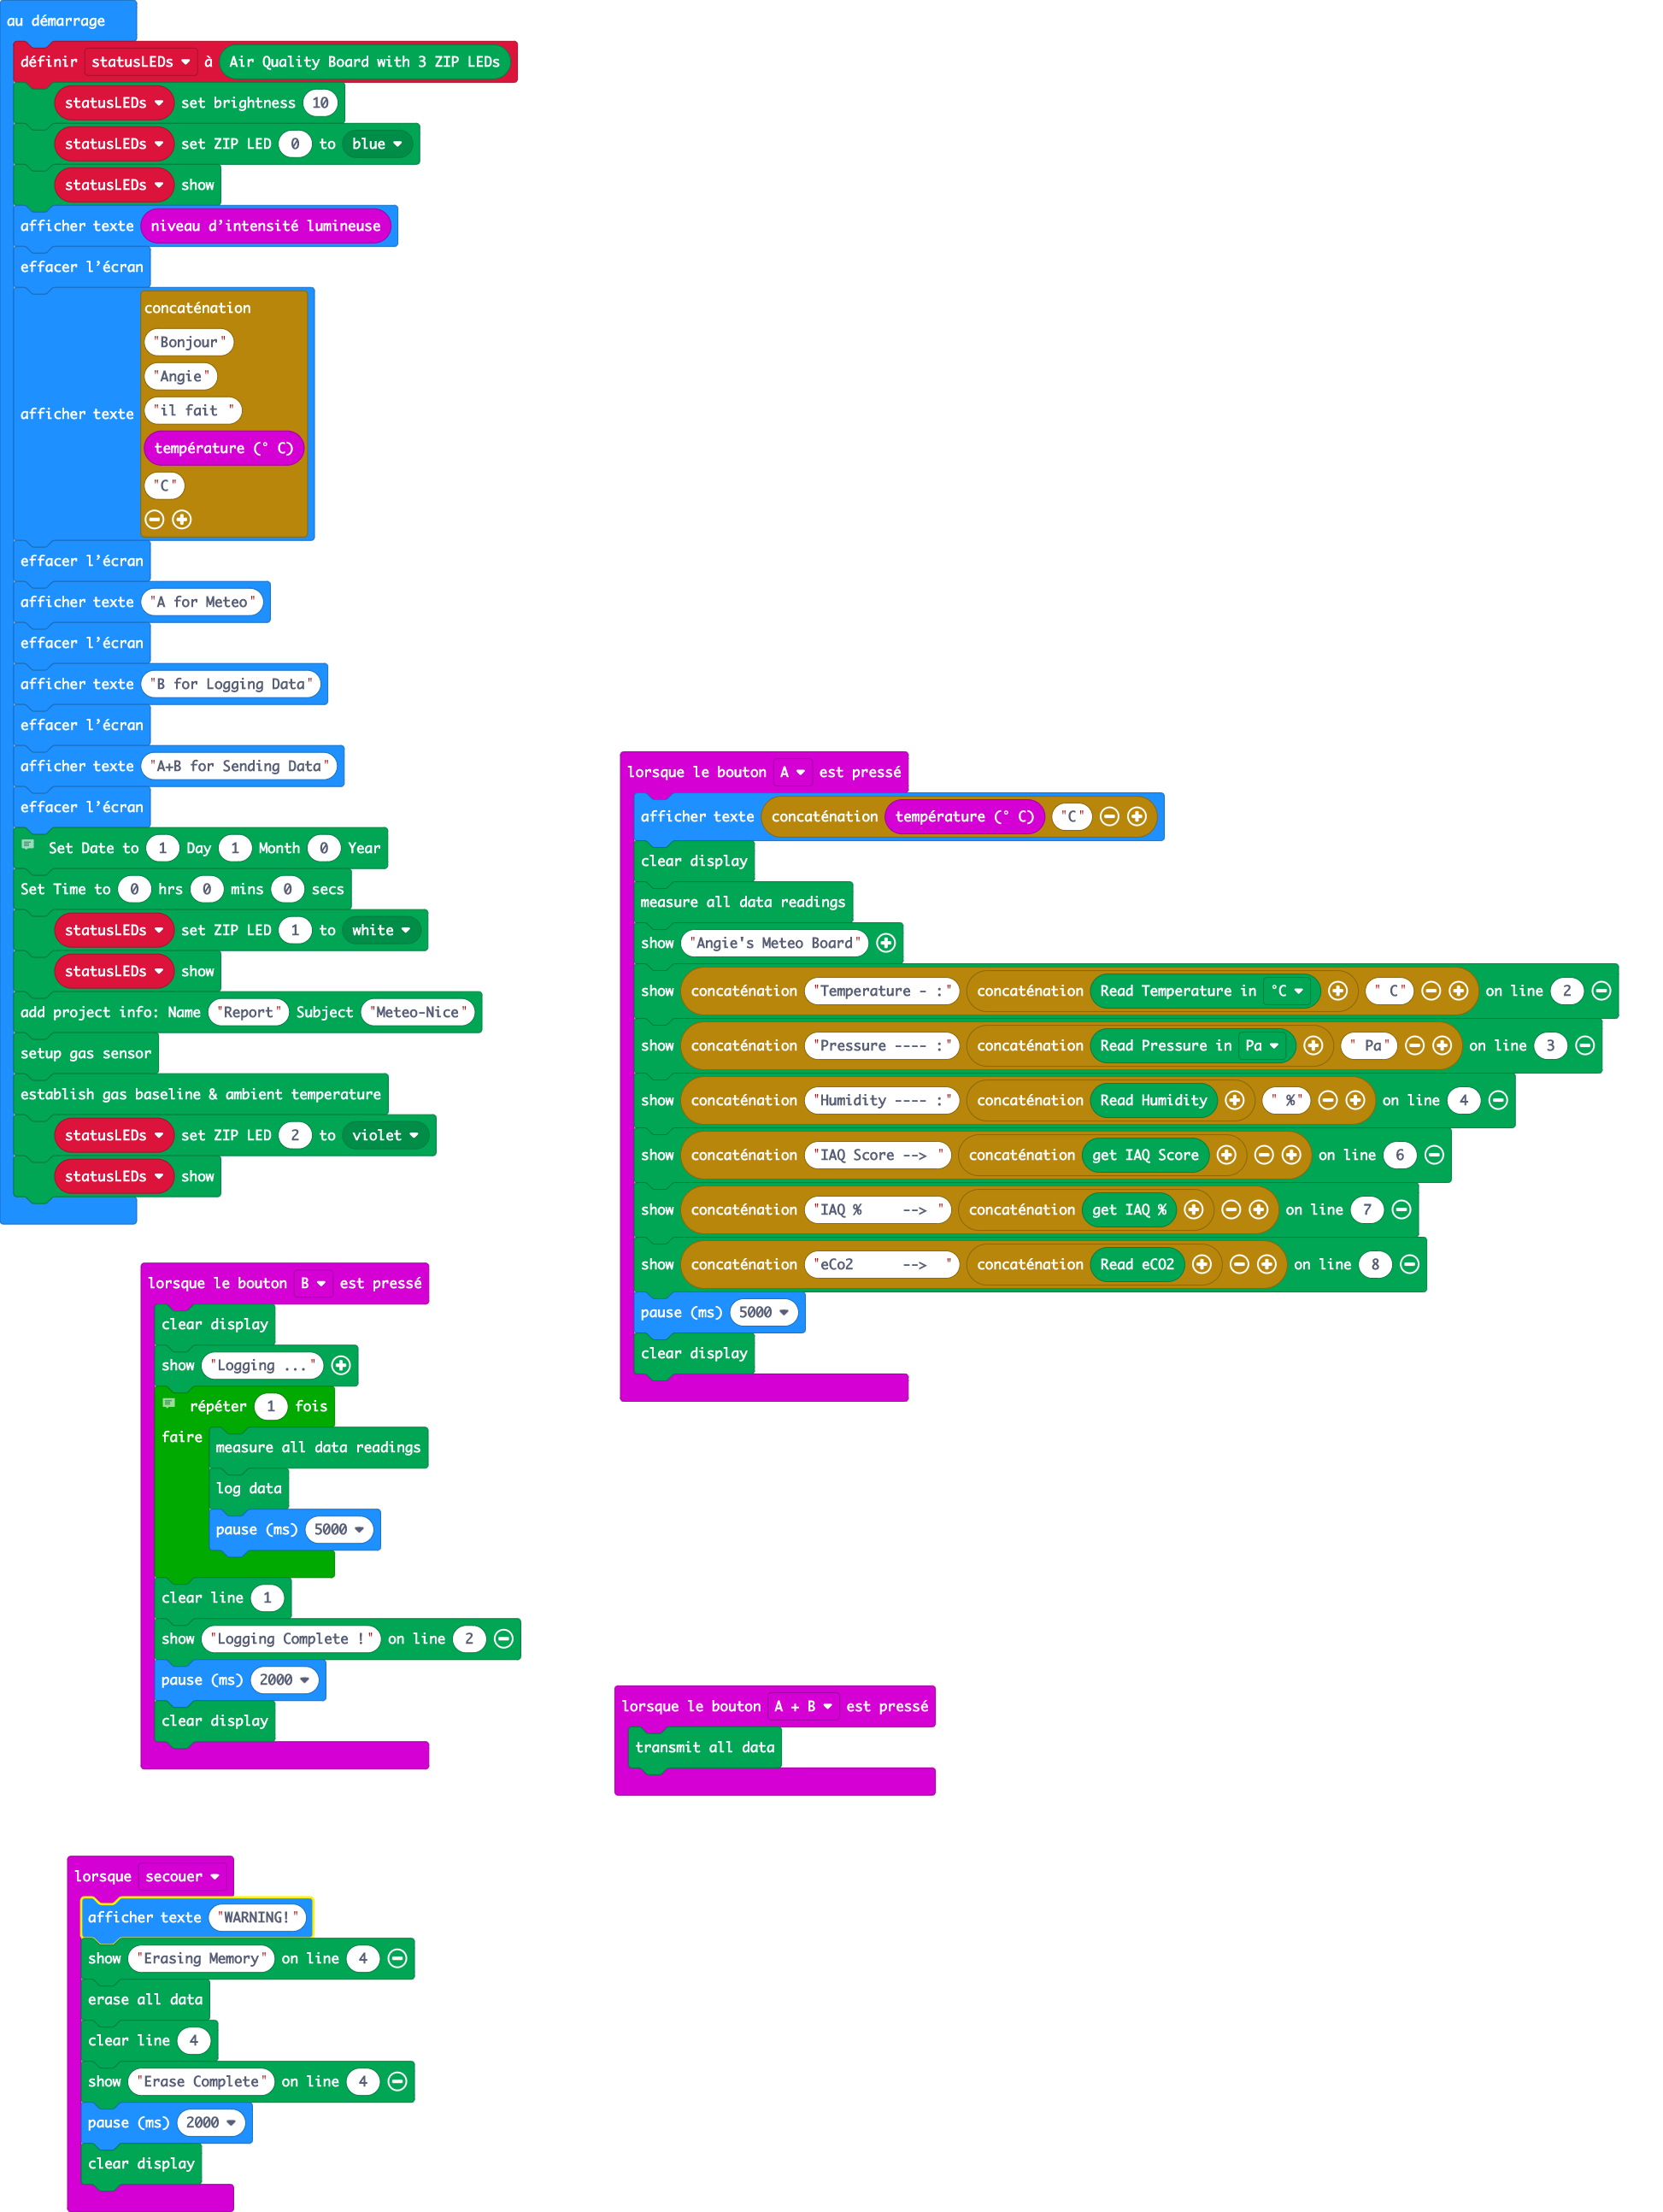 au démarrage
définir statusLEDs à Air Quality Board with 3 ZIP LEDs
statusLEDs set brightness 10
statusLEDs set ZIP LED 0 to blue
statusLEDs show
afficher texte niveau d’intensité lumineuse
effacer l’écran
concaténation
"Bonjour"
"Angie"
afficher texte "il fait "
température (° C)
"C"
effacer l’écran
afficher texte "A for Meteo"
effacer l’écran
afficher texte "B for Logging Data"
effacer l’écran
afficher texte "A+B for Sending Data"
effacer l’écran
Set Date to 1 Day 1 Month 0 Year
Set Time to 0 hrs 0 mins 0 secs
statusLEDs set ZIP LED 1 to white
statusLEDs show
add project info: Name "Report" Subject "Meteo-Nice"
setup gas sensor
establish gas baseline & ambient temperature
statusLEDs set ZIP LED 2 to violet
statusLEDs show
lorsque le bouton A est pressé
afficher texte concaténation température (° C) "C"
clear display
measure all data readings
show "Angie's Meteo Board"
show concaténation "Temperature - :" concaténation Read Temperature in °C " C" on line 2
show concaténation "Pressure ---- :" concaténation Read Pressure in Pa " Pa" on line 3
show concaténation "Humidity ---- :" concaténation Read Humidity " %" on line 4
show concaténation "IAQ Score --> " concaténation get IAQ Score on line 6
show concaténation "IAQ %     --> " concaténation get IAQ % on line 7
show concaténation "eCo2      -->  " concaténation Read eCO2 on line 8
pause (ms) 5000
clear display
lorsque le bouton B est pressé
clear display
show "Logging ..."
répéter 1 fois
faire
measure all data readings
log data
pause (ms) 5000
clear line 1
show "Logging Complete !" on line 2
pause (ms) 2000
clear display
lorsque le bouton A + B est pressé
transmit all data
lorsque secouer
afficher texte "WARNING!"
show "Erasing Memory" on line 4
erase all data
clear line 4
show "Erase Complete" on line 4
pause (ms) 2000
clear display